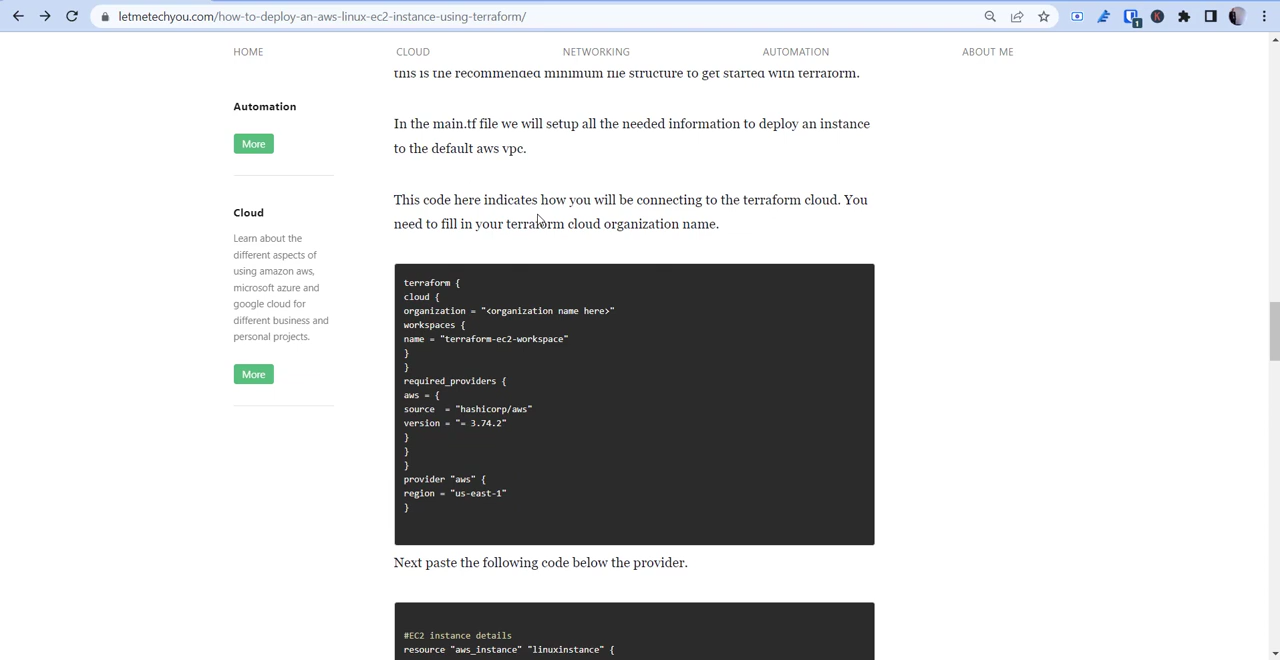 letmetechyou.com/how-to-deploy-an-aws-linux-ec2-instance-using-terraform/
1
K
HOME CLOUD NETWORKING AUTOMATION ABOUT ME
this is the recommended minimum file structure to get started with terraform.
Automation
More
Cloud
Learn about the
different aspects of
using amazon aws,
microsoft azure and
google cloud for
different business and
personal projects.
More
In the main.tf file we will setup all the needed information to deploy an instance
to the default aws vpc.
This code here indicates how you will be connecting to the terraform cloud. You
need to fill in your terraform cloud organization name.
terraform {
cloud {
organization = "<organization name here>"
workspaces {
name = "terraform-ec2-workspace"
}
}
required_providers {
aws = {
source  = "hashicorp/aws"
version = "= 3.74.2"
}
}
}
provider "aws" {
region = "us-east-1"
}
Next paste the following code below the provider.
#EC2 instance details
resource "aws_instance" "linuxinstance" {